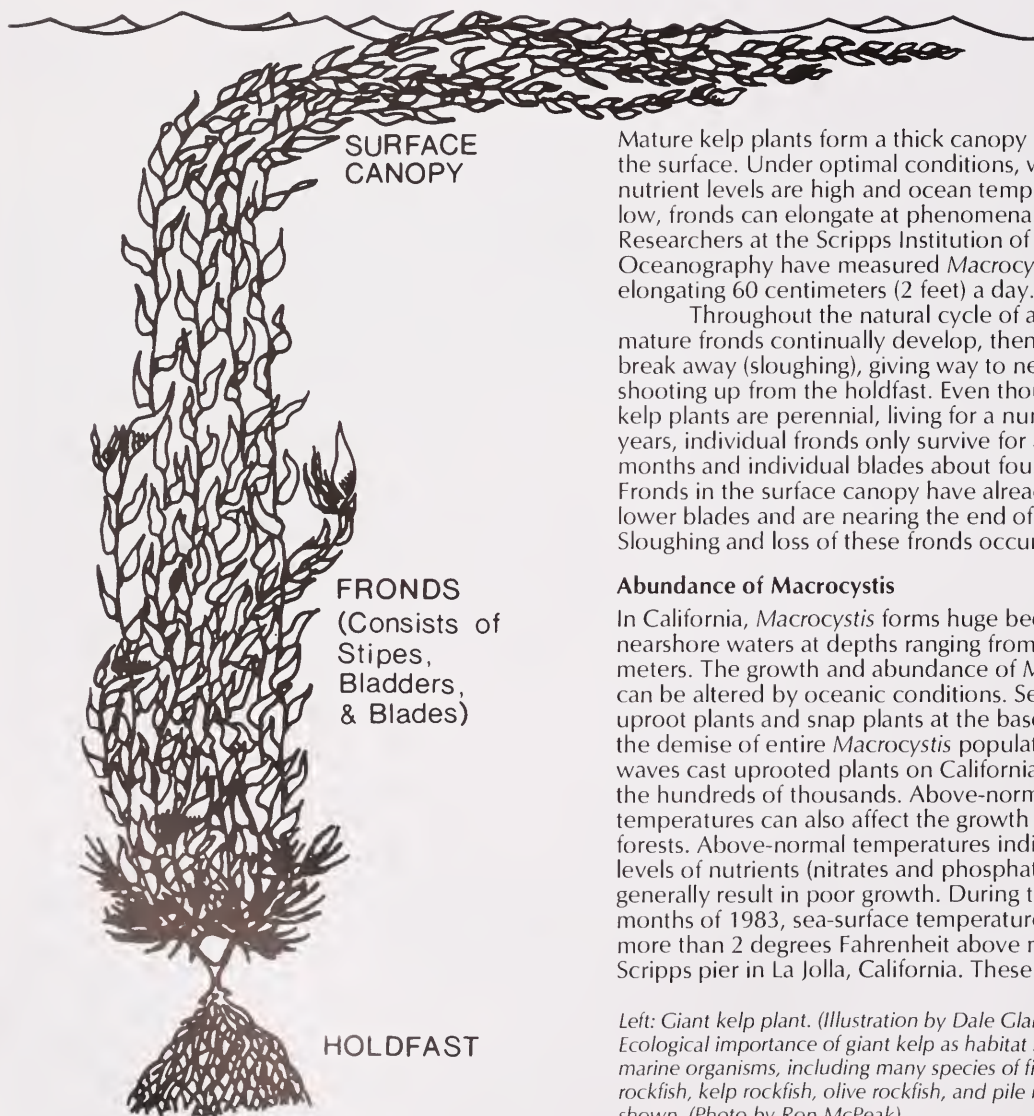 SURFACE
CANOPY
FRONDS
(Consists of
Stipes,
Bladders,
& Blades)
HOLDFAST
Mature kelp plants form a thick canopy
the surface. Under optimal conditions,
nutrient levels are high and ocean temp
low, fronds can elongate at phenomena
Researchers at the Scripps Institution of
Oceanography have measured Macrocy
elongating 60 centimeters (2 feet) a day.
Throughout the natural cycle of a
mature fronds continually develop, then
break away (sloughing), giving way to ne
shooting up from the holdfast. Even thou
kelp plants are perennial, living for a nu
years, individual fronds only survive for
months and individual blades about fou
Fronds in the surface canopy have alrea
lower blades and are nearing the end of
Sloughing and loss of these fronds occu
Abundance of Macrocystis
In California, Macrocystis forms huge be
nearshore waters at depths ranging from
meters. The growth and abundance of M
can be altered by oceanic conditions. Se
uproot plants and snap plants at the base
the demise of entire Macrocystis populat
waves cast uprooted plants on California
the hundreds of thousands. Above-norm
temperatures can also affect the growth
forests. Above-normal temperatures indi
levels of nutrients (nitrates and phosphat
generally result in poor growth. During t
months of 1983, sea-surface temperature
more than 2 degrees Fahrenheit above
Scripps pier in La Jolla, California. These
Left: Giant kelp plant. (Illustration by Dale Gla
Ecological importance of giant kelp as habitat
marine organisms, including many species of fi
rockfish, kelp rockfish, olive rockfish, and pile
shown. (Photo by Ron McPeak)